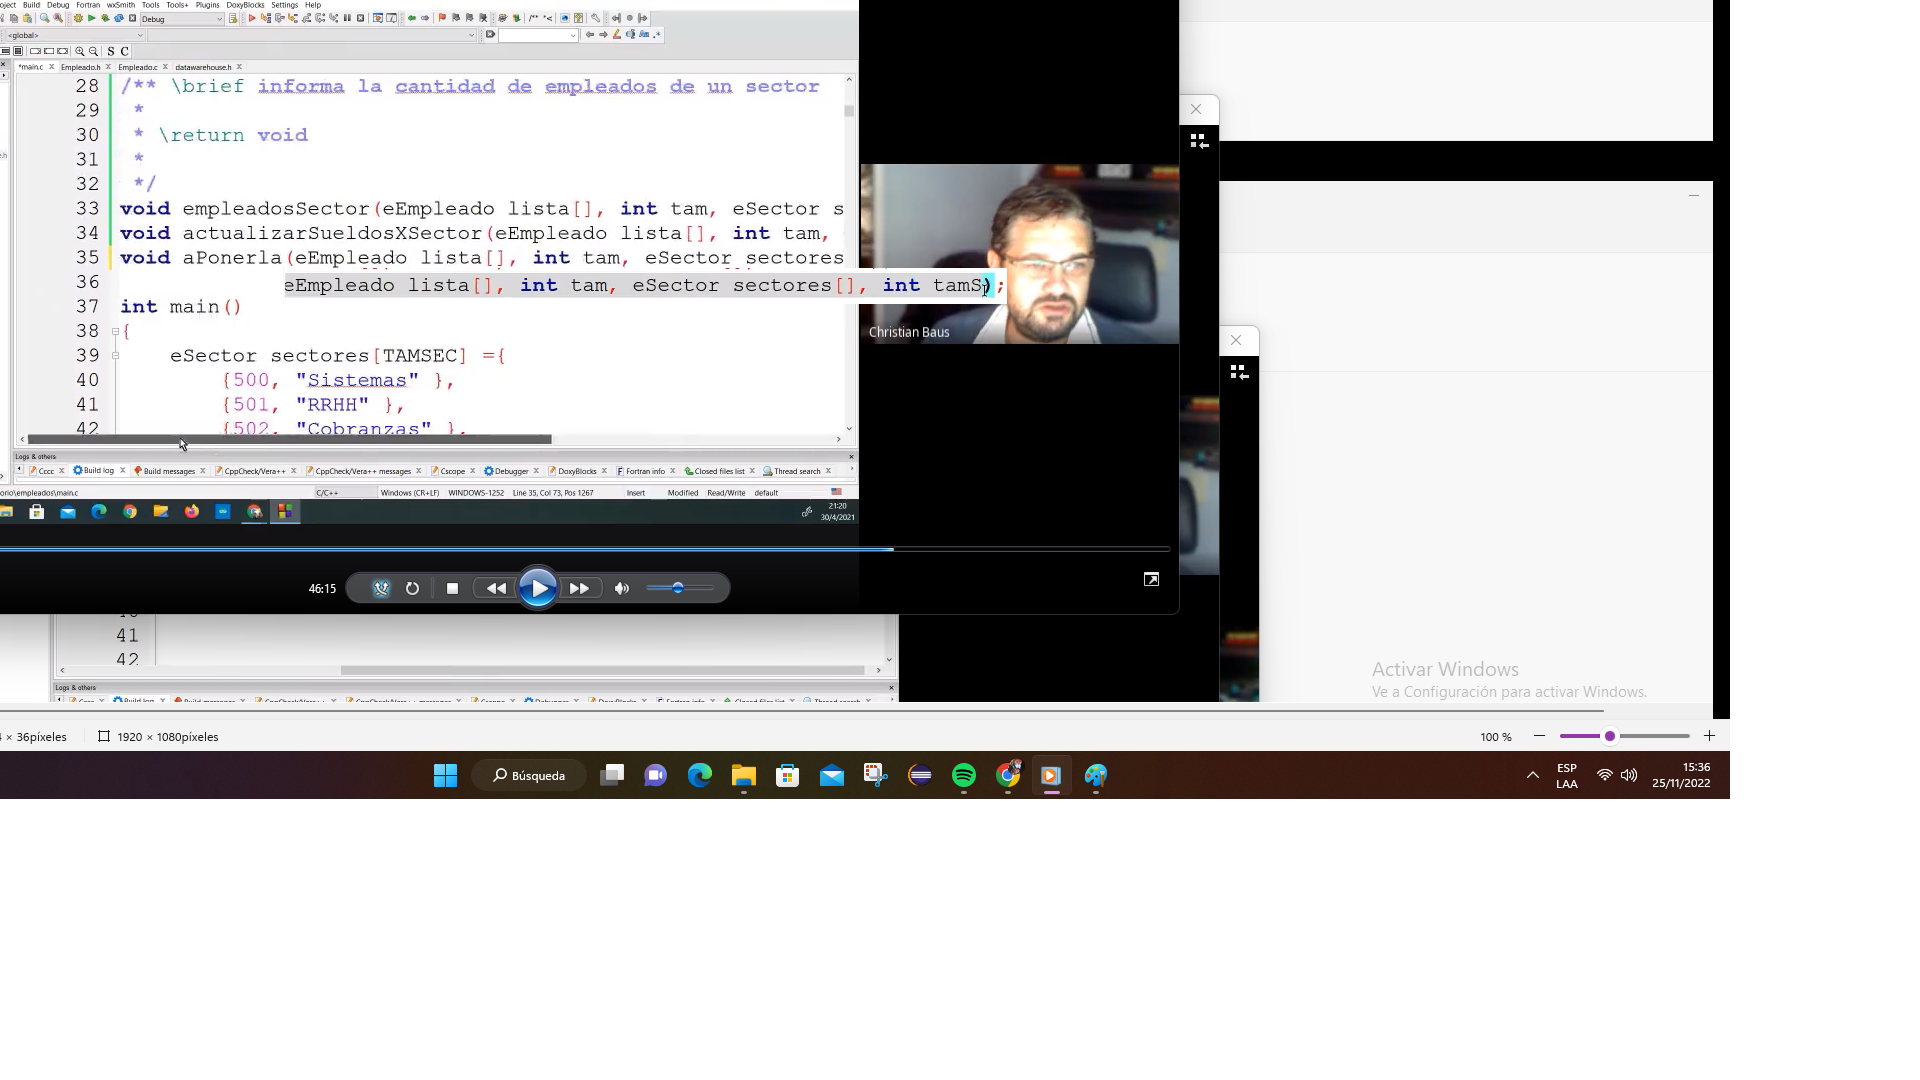 Build Debug Fortran wxSmith Tools Tools+ Plugins DoxyBlocks Settings Help
Debug
<global>
S C
*main.c Empleado.h Empleado.c datawarehouse.h
28 /** \brief informa la cantidad de empleados de un sector
29 *
30 * \return void
31 *
32 */
33 void empleadosSector(eEmpleado lista[], int tam, eSector s
34 void actualizarSueldosXSector(eEmpleado lista[], int tam,
35 void aPonerla(eEmpleado lista[], int tam, eSector sectores
36
eEmpleado lista[], int tam, eSector sectores[], int tamS);
37 int main()
38 {
39 eSector sectores[TAMSEC] ={
40 {500, "Sistemas" },
41 {501, "RRHH" },
42 {502, "Cobranzas" },
Christian Baus
Logs & others
Cccc Build log Build messages CppCheck/Vera++ CppCheck/Vera++ messages Cscope Debugger DoxyBlocks Fortran info Closed files list Thread search
C/C++ Windows (CR+LF) WINDOWS-1252 Line 35, Col 73, Pos 1267 Insert Modified Read/Write default
21:20
30/4/2021
46:15
41
42
Logs & others
Activar Windows
Ve a Configuración para activar Windows.
× 36píxeles 1920 × 1080píxeles 100 %
Búsqueda
ESP
LAA
15:36
25/11/2022